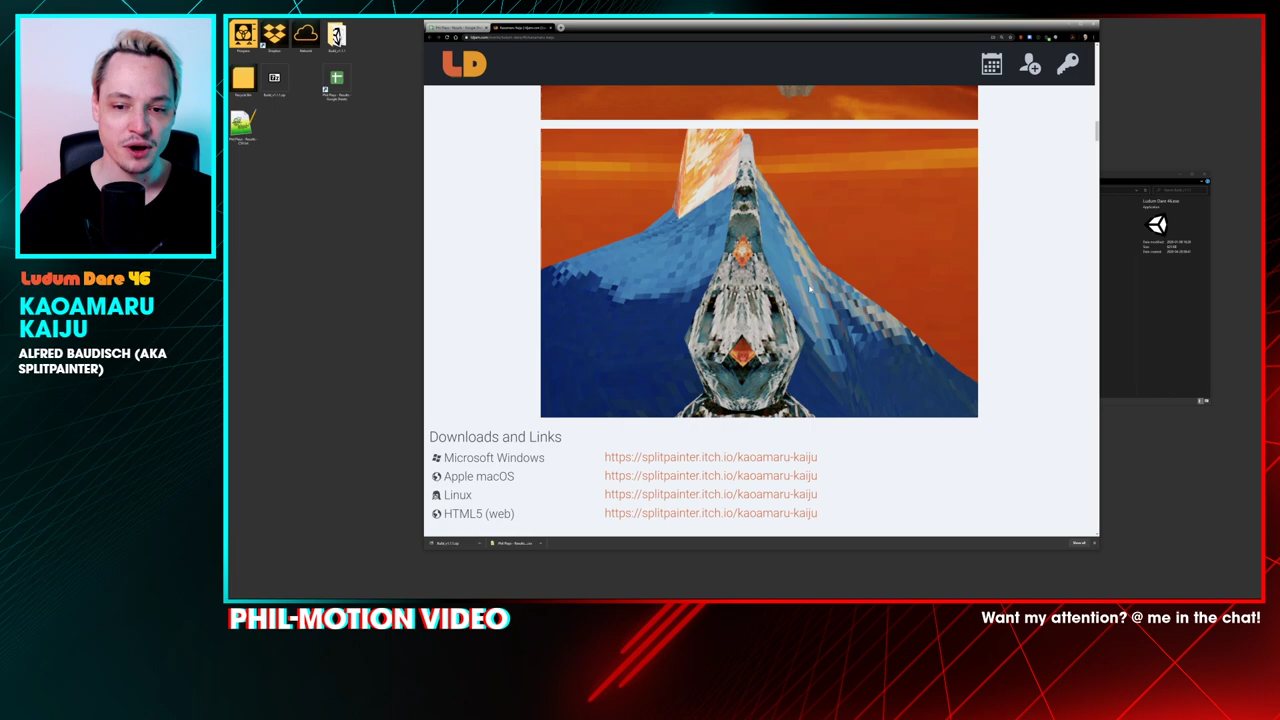 LD
Ludum Dare 46
KAOAMARU
KAIJU
ALFRED BAUDISCH (AKA
SPLITPAINTER)
Downloads and Links
Microsoft Windows https://splitpainter.itch.io/kaoamaru-kaiju
Apple macOS https://splitpainter.itch.io/kaoamaru-kaiju
Linux https://splitpainter.itch.io/kaoamaru-kaiju
HTML5 (web) https://splitpainter.itch.io/kaoamaru-kaiju
Show all
PHIL-MOTION VIDEO
Want my attention? @ me in the chat!